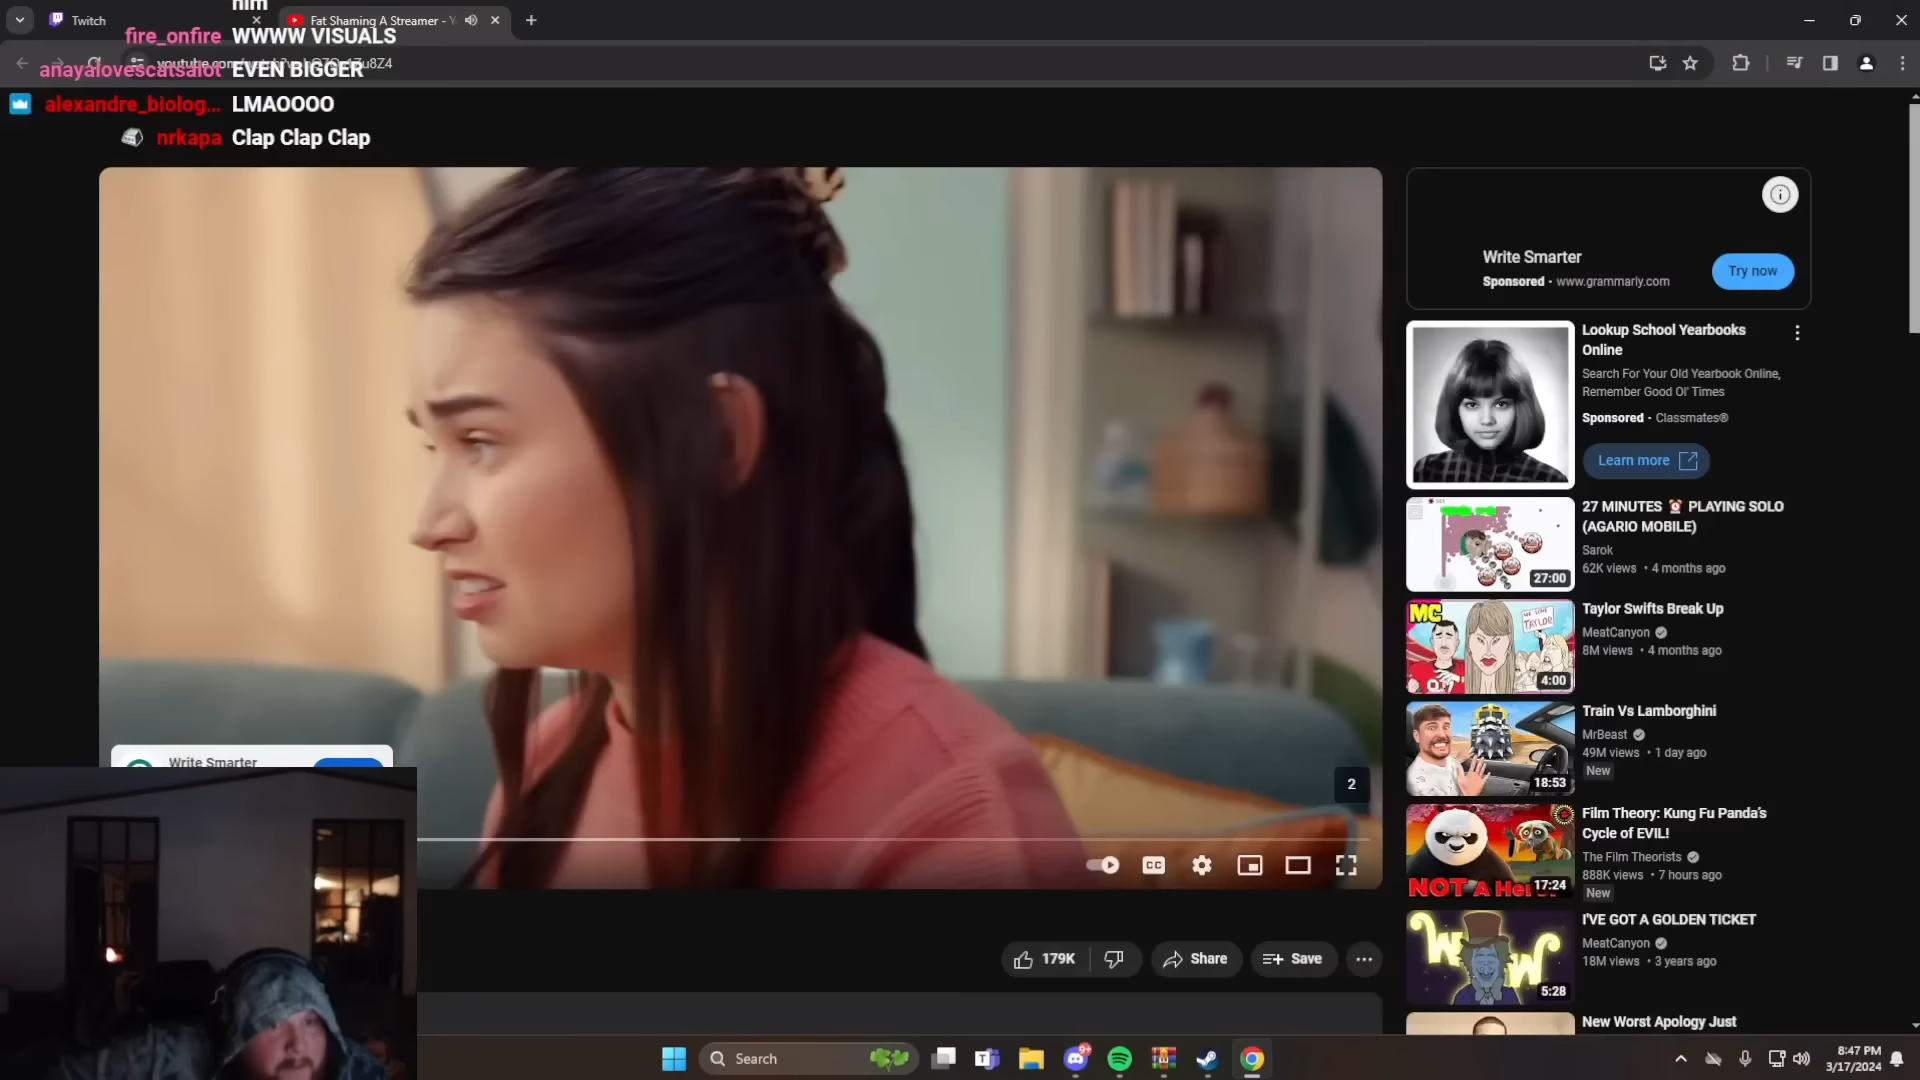 Twitch
Fat Shaming A Streamer - Y
him
fire_onfire WWWW VISUALS
anayalovescatsalot EVEN BIGGER
alexandre_biolog... LMAOOOO
nrkapa Clap Clap Clap
Write Smarter
Sponsored · www.grammarly.com
Try now
Lookup School Yearbooks
Online
Search For Your Old Yearbook Online,
Remember Good Ol' Times
Sponsored · Classmates®
Learn more
27 MINUTES ⏰ PLAYING SOLO
(AGARIO MOBILE)
Sarok
62K views • 4 months ago
27:00
MC
TAYLOR
Taylor Swifts Break Up
MeatCanyon
8M views • 4 months ago
4:00
Train Vs Lamborghini
MrBeast
49M views • 1 day ago
New
18:53
Film Theory: Kung Fu Panda's
Cycle of EVIL!
The Film Theorists
888K views • 7 hours ago
New
NOT A
17:24
I'VE GOT A GOLDEN TICKET
MeatCanyon
18M views • 3 years ago
5:28
New Worst Apology Just
Write Smarter
2
CC
179K
Share
Save
Search
9+
8:47 PM
3/17/2024